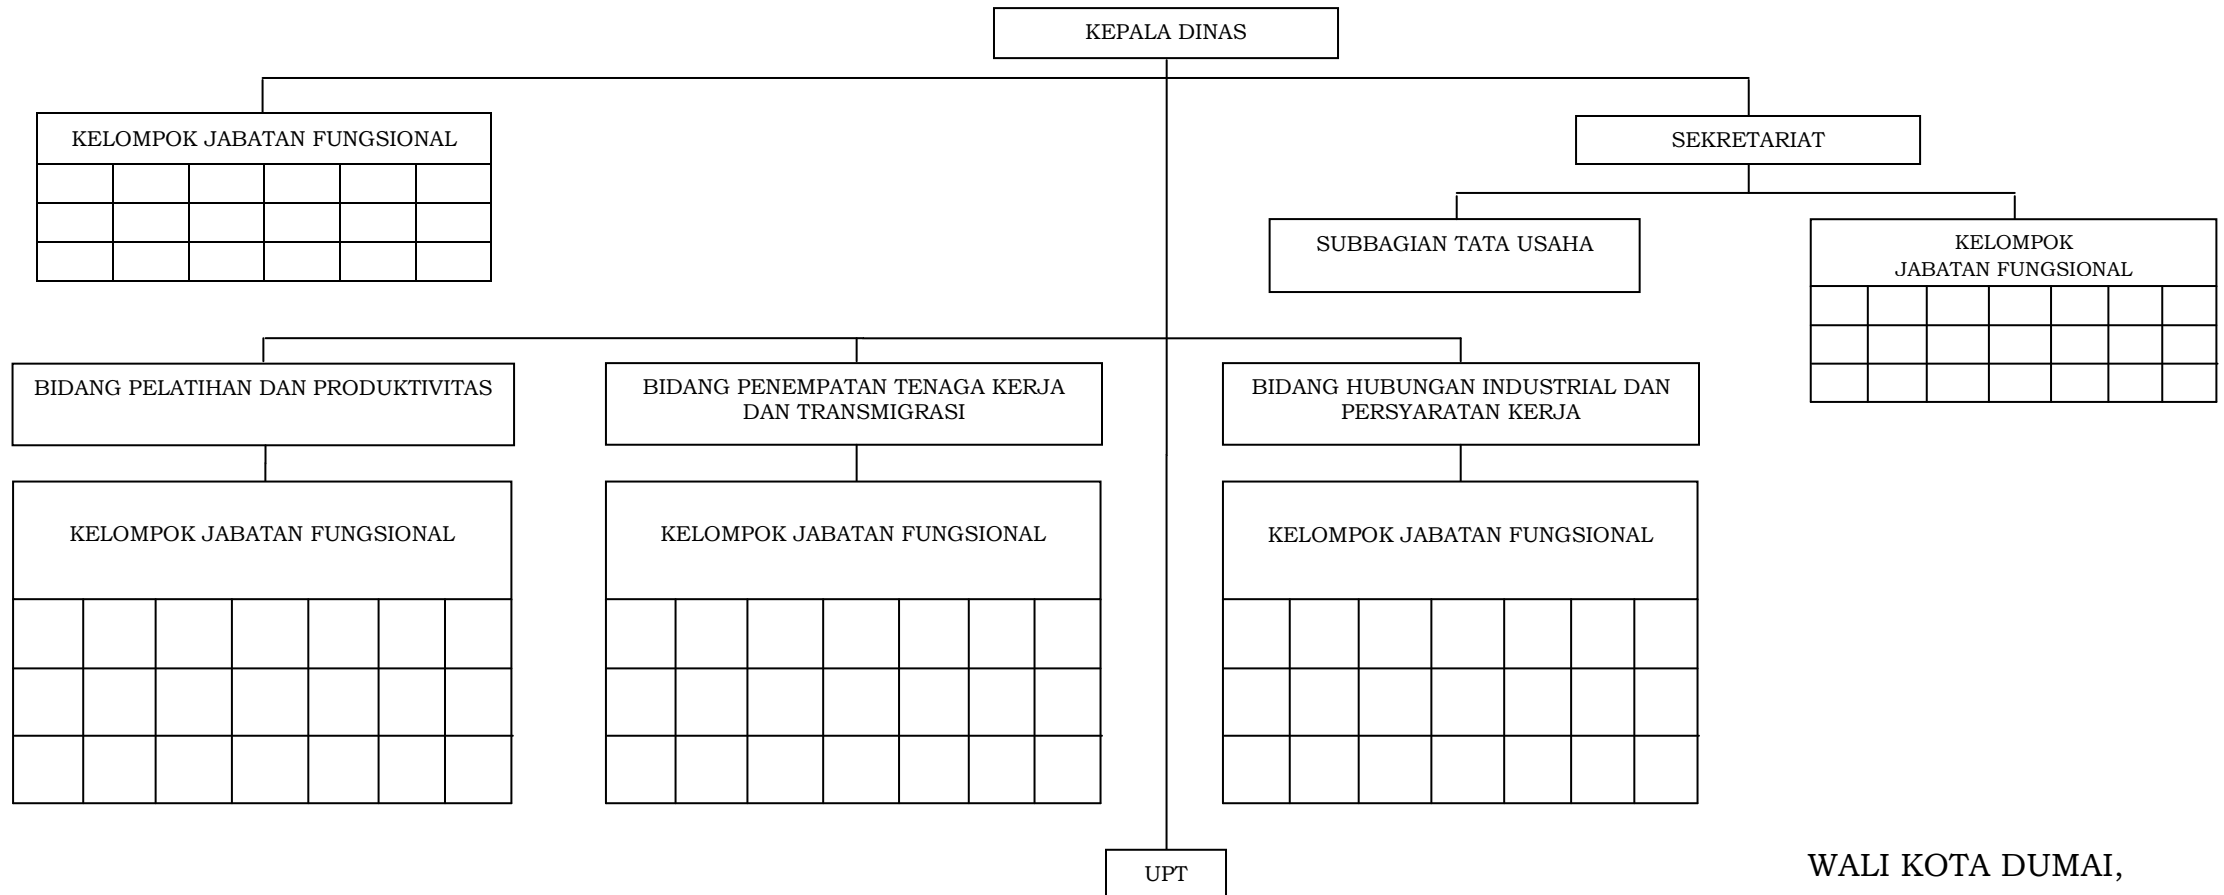 KEPALA DINAS
KELOMPOK JABATAN FUNGSIONAL
SEKRETARIAT
SUBBAGIAN TATA USAHA
KELOMPOK
JABATAN FUNGSIONAL
BIDANG PELATIHAN DAN PRODUKTIVITAS
BIDANG PENEMPATAN TENAGA KERJA
DAN TRANSMIGRASI
BIDANG HUBUNGAN INDUSTRIAL DAN
PERSYARATAN KERJA
KELOMPOK JABATAN FUNGSIONAL
KELOMPOK JABATAN FUNGSIONAL
KELOMPOK JABATAN FUNGSIONAL
UPT
WALI KOTA DUMAI,